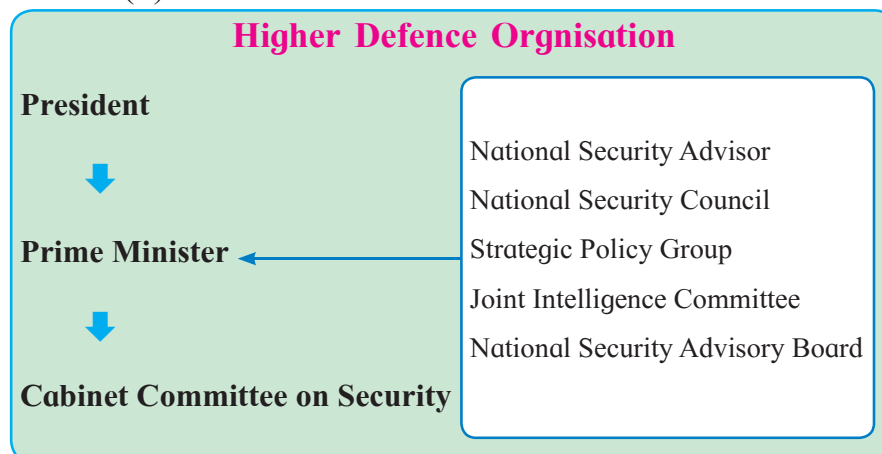 Higher Defence Orgnisation
President
National Security Advisor
National Security Council
Prime Minister
Strategic Policy Group
Joint Intelligence Committee
National Security Advisory Board
Cabinet Committee on Security